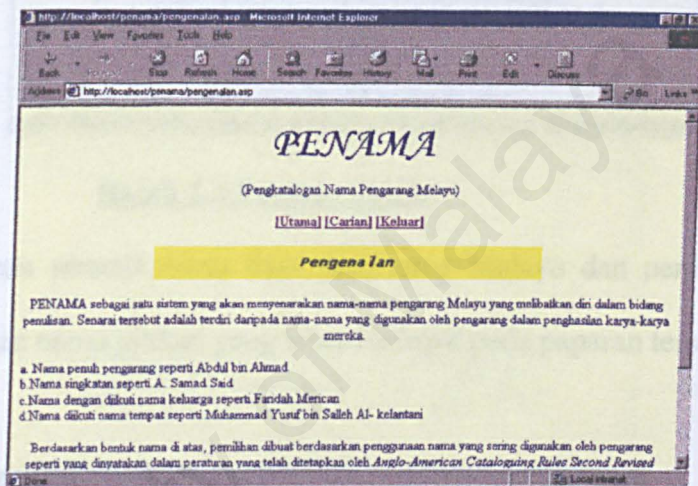 http://localhost/penama/pengenalan.asp - Microsoft Internet Explorer
File Edit View Favorites Tools Help
Back Stop Refresh Home Search Favorites History Mail Print Edit Discuss
Address http://localhost/penama/pengenalan.asp Go Links
PENAMA
(Pengkatalogan Nama Pengarang Melayu)
[Utama] [Carian] [Keluar]
Pengenalan
PENAMA sebagai satu sistem yang akan menyenaraikan nama-nama pengarang Melayu yang melibatkan diri dalam bidang
penulisan. Senarai tersebut adalah terdiri daripada nama-nama yang digunakan oleh pengarang dalam penghasilan karya-karya
mereka.
a. Nama penuh pengarang seperti Abdul bin Ahmad
b.Nama singkatan seperti A. Samad Said
c.Nama dengan diikuti nama keluarga seperti Faridah Merican
d.Nama diikuti nama tempat seperti Muhammad Yusuf bin Salleh Al- kelantani
Berdasarkan bentuk nama di atas, pemilihan dibuat berdasarkan penggunaan nama yang sering digunakan oleh pengarang
seperti yang dinyatakan dalam peraturan yang telah ditetapkan oleh Anglo-American Cataloguing Rules Second Revised
Done Local intranet